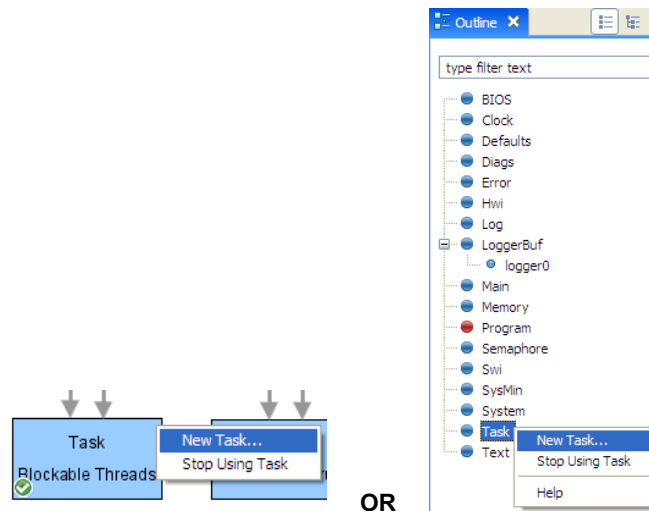 Outline
type filter text
BIOS
Clock
Defaults
Diags
Error
Hwi
Log
LoggerBuf
logger0
Main
Memory
Program
Semaphore
Swi
SysMin
System
Task
Text
New Task...
Stop Using Task
Help
Task
Blockable Threads
New Task...
Stop Using Task
OR